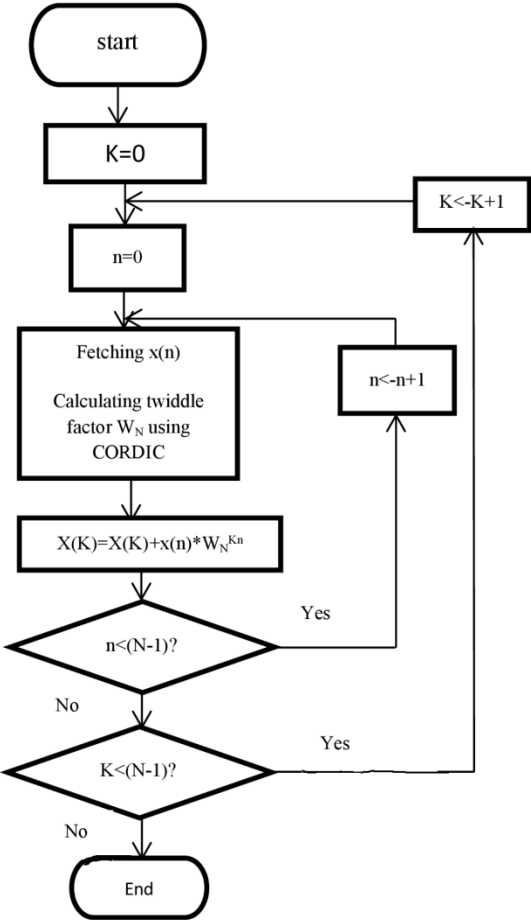 start
K=0
K<-K+1
n=0
Fetching x(n)
Calculating twiddle
factor W_N using
CORDIC
n<-n+1
X(K)=X(K)+x(n)*W_N^Kn
Yes
n<(N-1)?
No
Yes
K<(N-1)?
No
End